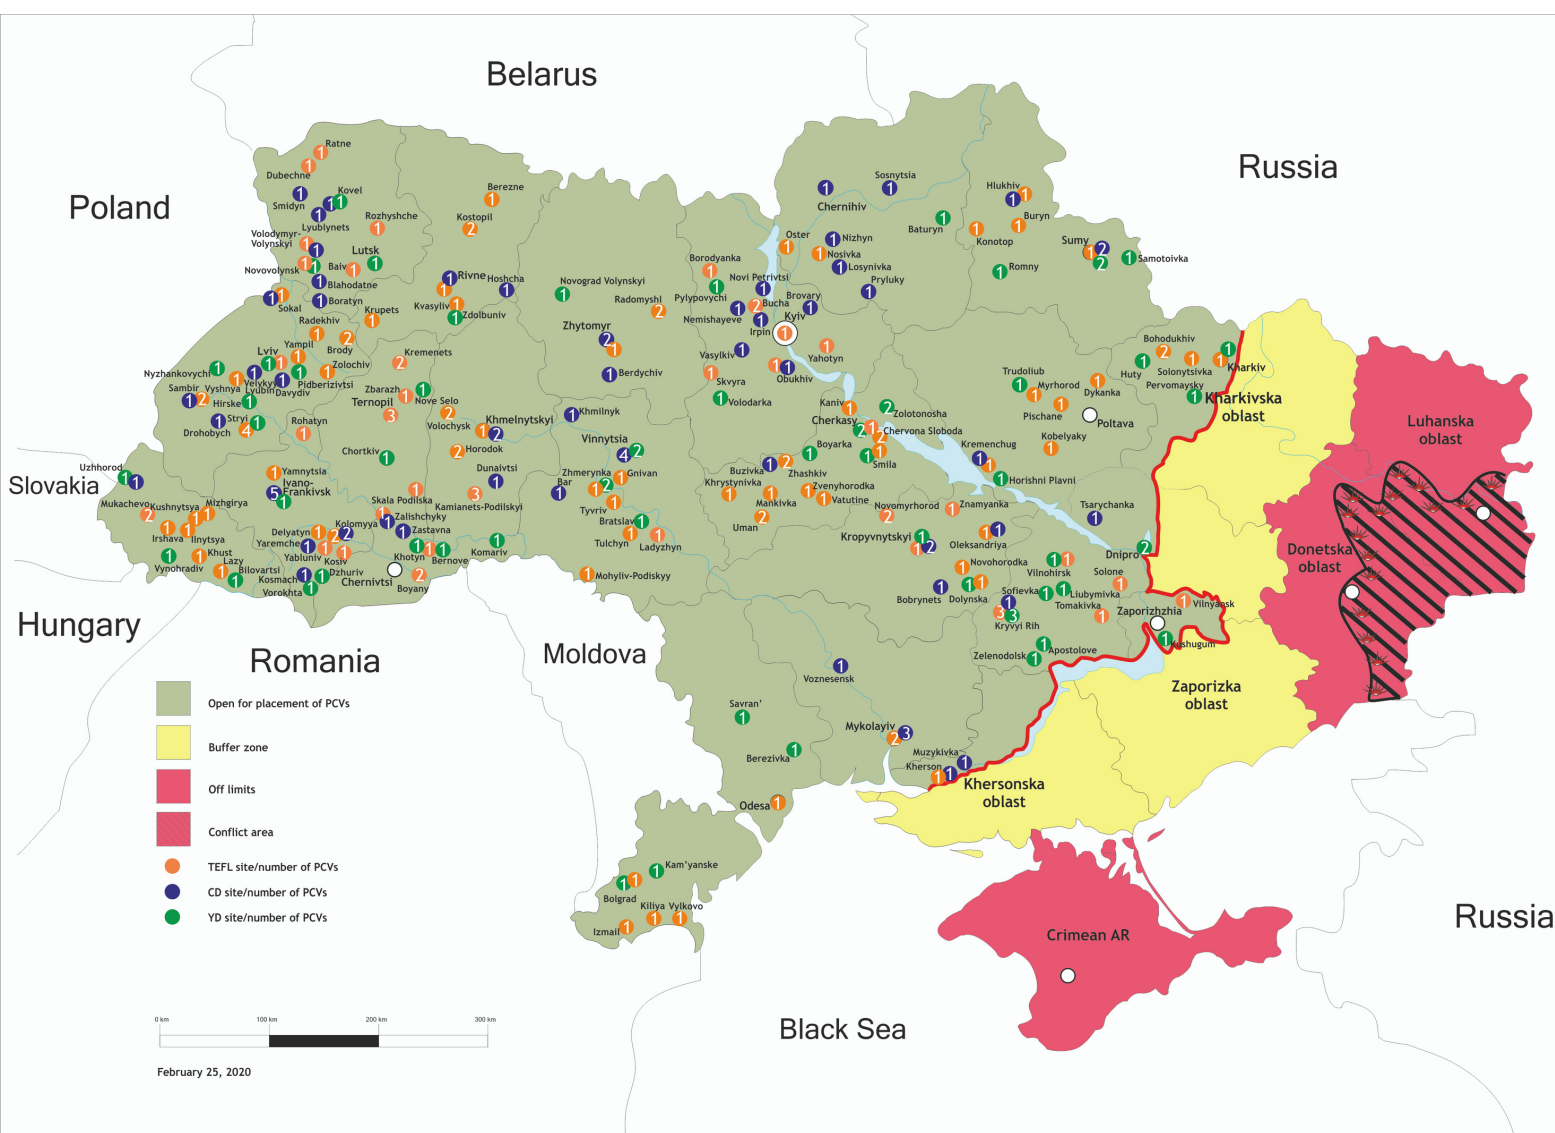 Belarus
Russia
Poland
Slovakia
Hungary
Romania
Moldova
Black Sea
Russia
Ratne
Dubechne
Kovel
Smidyn
Lyublynets
Rozhyshche
Volodymyr-
Volynskyi
Lutsk
Novovolynsk
Baiv
Blahodatne
Boratyn
Sokal
Berezne
Kostopil
Rivne
Hoshcha
Kvasyliv
Zdolbuniv
Krupets
Radekhiv
Brody
Yampil
Lviv
Zolochiv
Nyzhankovychi
Sambir
Vyshnya
Velykyy
Lyubin
Davydiv
Pidberizivtsi
Hirske
Stryi
Drohobych
Rohatyn
Kremenets
Zbarazh
Ternopil
Nove Selo
Volochysk
Khmelnytskyi
Horodok
Chortkiv
Dunaivtsi
Skala Podilska
Kamianets-Podilskyi
Uzhhorod
Mukachevo
Kushnytsya
Mizhgirya
Irshava
Ilnytsya
Khust
Vynohradiv
Lazy
Bilovartsi
Yamnytsia
Ivano-
Frankivsk
Delyatyn
Kolomyya
Zalishchyky
Zastavna
Yaremche
Yabluniv
Kosiv
Kosmach
Dzhuriv
Vorokhta
Khotyn
Bernove
Chernivtsi
Boyany
Komariv
Novograd Volynskyi
Radomyshl
Zhytomyr
Berdychiv
Khmilnyk
Vinnytsia
Zhmerynka
Gnivan
Bar
Tyvriv
Bratslav
Tulchyn
Ladyzhyn
Mohyliv-Podiskyy
Borodyanka
Pylypovychi
Novi Petrivtsi
Bucha
Brovary
Nemishayeve
Irpin
Kyiv
Vasylkiv
Obukhiv
Yahotyn
Skvyra
Volodarka
Chernihiv
Sosnytsia
Oster
Nizhyn
Nosivka
Losynivka
Pryluky
Baturyn
Hlukhiv
Buryn
Konotop
Sumy
Samotoivka
Romny
Kaniv
Cherkasy
Zolotonosha
Chervona Sloboda
Boyarka
Smila
Buzivka
Zhashkiv
Khrystynivka
Zvenyhorodka
Mankivka
Vatutine
Uman
Trudoliub
Myrhorod
Dykanka
Pischane
Poltava
Kobelyaky
Kremenchug
Horishni Plavni
Bohodukhiv
Huty
Solonytsivka
Kharkiv
Pervomaysky
Kharkivska
oblast
Luhanska
oblast
Donetska
oblast
Zaporizka
oblast
Khersonska
oblast
Crimean AR
Novomyrhorod
Znamyanka
Tsarychanka
Kropyvnytskyi
Oleksandriya
Dnipro
Novohorodka
Vilnohirsk
Solone
Bobrynets
Dolynska
Sofievka
Liubymivka
Tomakivka
Kryvyi Rih
Zaporizhzhia
Vilnyansk
Kushugum
Zelenodolsk
Apostolove
Voznesensk
Savran’
Berezivka
Mykolayiv
Muzykivka
Kherson
Odesa
Kam’yanske
Bolgrad
Kiliya
Vylkovo
Izmail
Open for placement of PCVs
Buffer zone
Off limits
Conflict area
TEFL site/number of PCVs
CD site/number of PCVs
YD site/number of PCVs
0 km 100 km 200 km 300 km
February 25, 2020